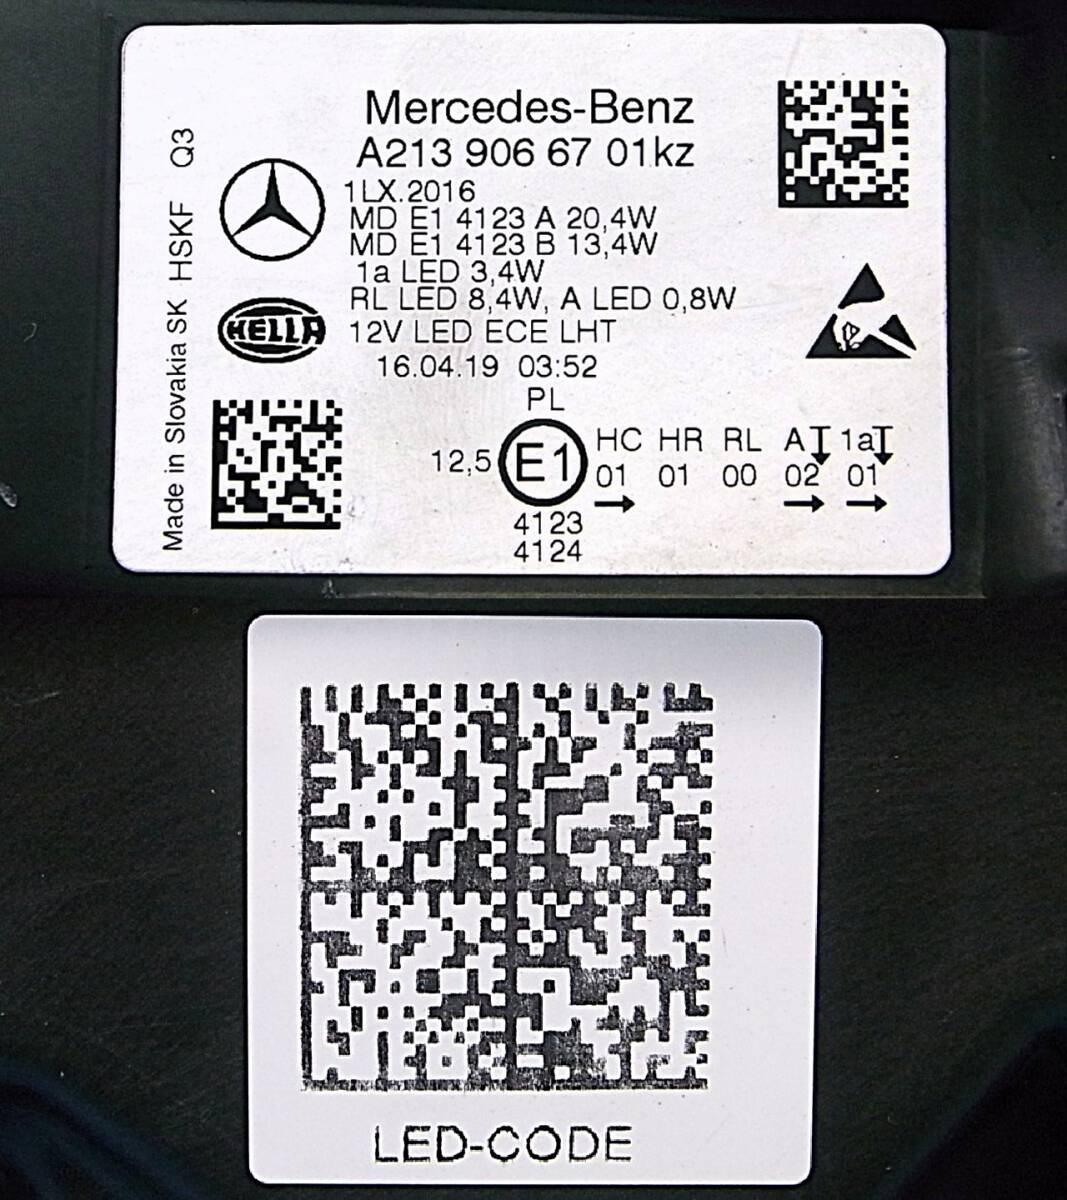 Mercedes-Benz
A213 906 67 01kz
1LX.2016
MD E1 4123 A 20,4W
MD E1 4123 B 13,4W
1a LED 3,4W
RL LED 8,4W, A LED 0,8W
12V LED ECE LHT
16.04.19 03:52
PL
12,5 E1 HC HR RL A 1a
01 01 00 02 01
4123
4124
HELLA
Made in Slovakia SK HSKF Q3
LED-CODE